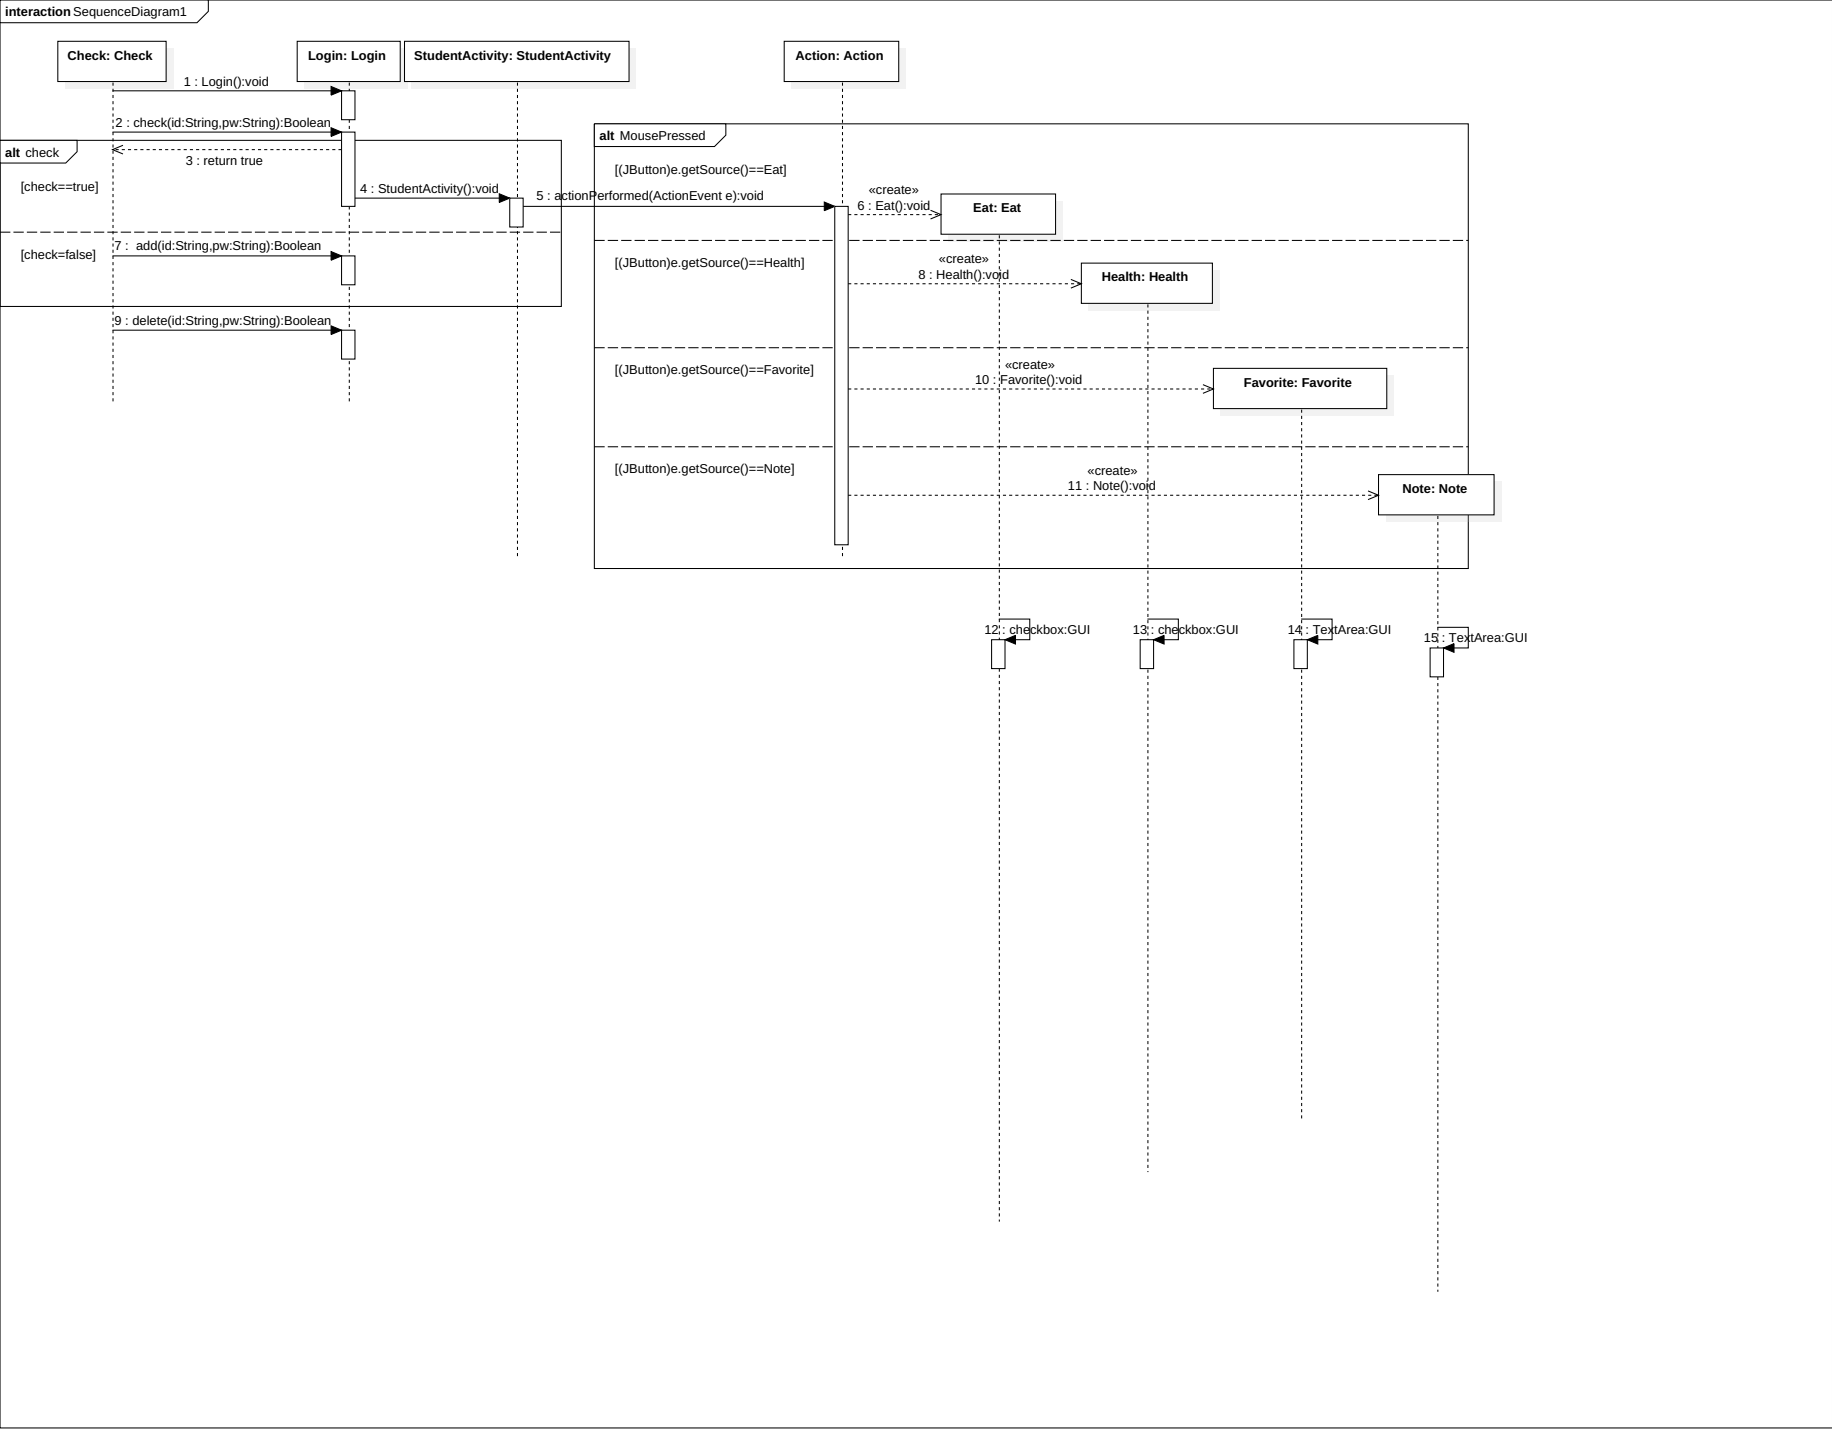 interaction SequenceDiagram1
Check: Check
Login: Login
StudentActivity: StudentActivity
Action: Action
1 : Login():void
2 : check(id:String,pw:String):Boolean
alt check
3 : return true
[check==true]
4 : StudentActivity():void
5 : actionPerformed(ActionEvent e):void
alt MousePressed
[(JButton)e.getSource()==Eat]
«create»
6 : Eat():void
Eat: Eat
[check=false]
7 :  add(id:String,pw:String):Boolean
[(JButton)e.getSource()==Health]
«create»
8 : Health():void
Health: Health
9 : delete(id:String,pw:String):Boolean
[(JButton)e.getSource()==Favorite]
«create»
10 : Favorite():void
Favorite: Favorite
[(JButton)e.getSource()==Note]
«create»
11 : Note():void
Note: Note
12 : checkbox:GUI
13 : checkbox:GUI
14 : TextArea:GUI
15 : TextArea:GUI